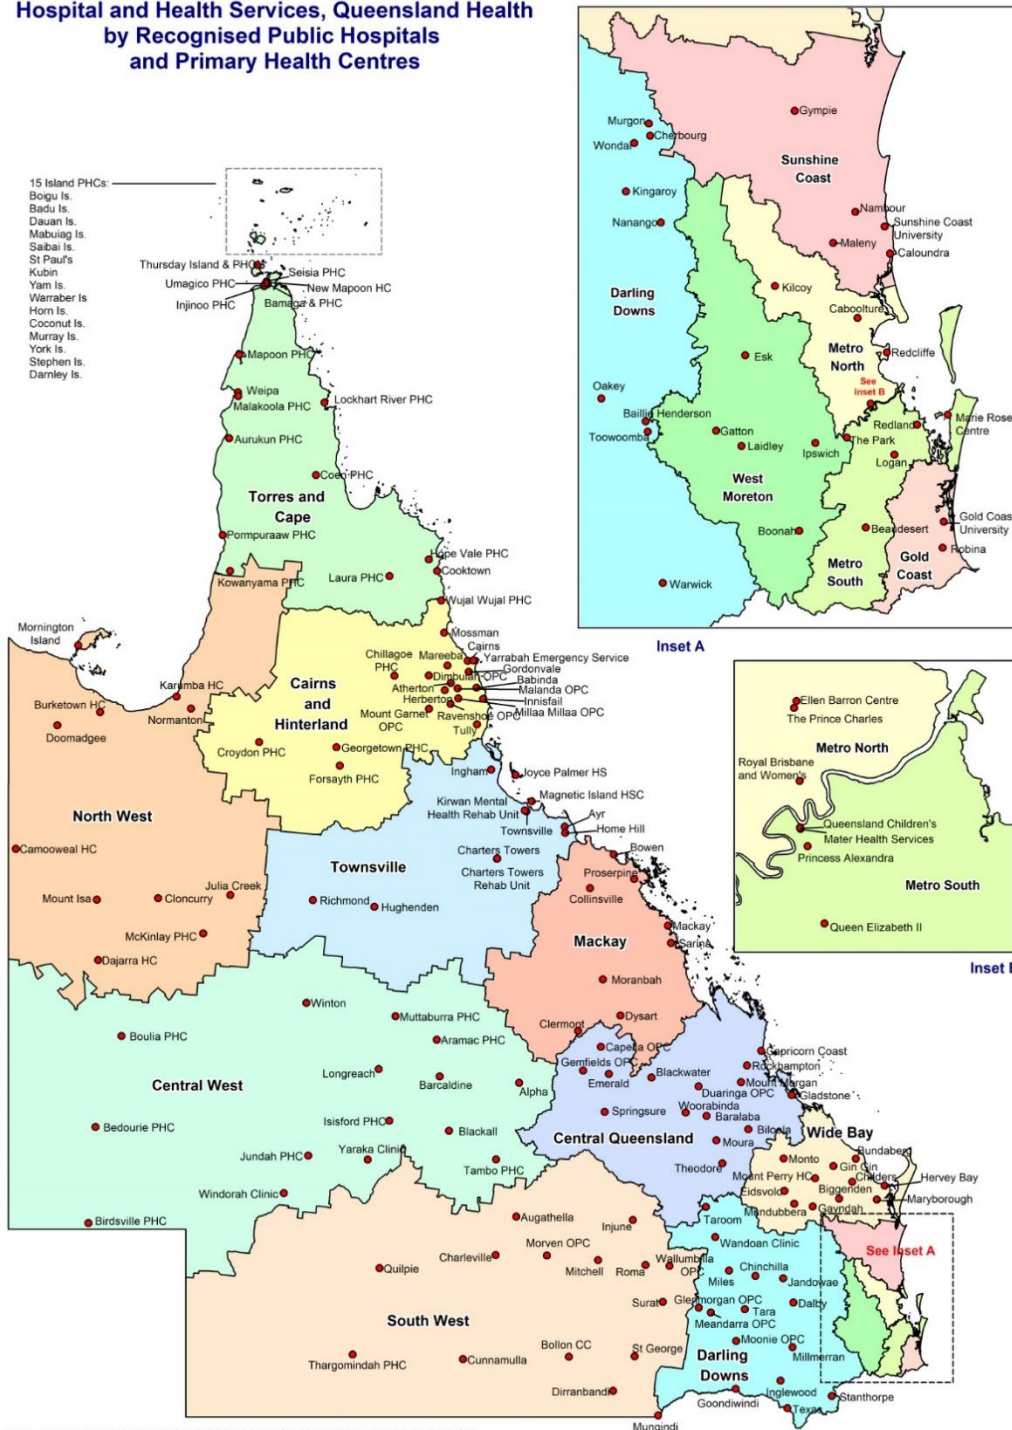 Hospital and Health Services, Queensland Health
by Recognised Public Hospitals
and Primary Health Centres
15 Island PHCs:
Boigu Is.
Badu Is.
Dauan Is.
Mabuiag Is.
Saibai Is.
St Paul's
Kubin
Yam Is.
Warraber Is
Horn Is.
Coconut Is.
Murray Is.
York Is.
Stephen Is.
Darnley Is.
Thursday Island & PHC
Seisia PHC
Umagico PHC
New Mapoon HC
Injinoo PHC
Bamaga & PHC
Mapoon PHC
Weipa
Malakoola PHC
Lockhart River PHC
Aurukun PHC
Coen PHC
Torres and
Cape
Pormpuraaw PHC
Hope Vale PHC
Kowanyama PHC
Laura PHC
Cooktown
Wujal Wujal PHC
Mornington
Island
Mossman
Cairns
Chillagoe
PHC
Mareeba
Yarrabah Emergency Service
Gordonvale
Dimbulah OPC
Babinda
Atherton
Malanda OPC
Herberton
Innisfail
Millaa Millaa OPC
Mount Garnet
OPC
Ravenshoe OPC
Tully
Cairns
and
Hinterland
Karumba HC
Burketown HC
Normanton
Doomadgee
Croydon PHC
Georgetown PHC
Forsayth PHC
Ingham
Joyce Palmer HS
Magnetic Island HSC
Kirwan Mental
Health Rehab Unit
Ayr
Townsville
Home Hill
North West
Camooweal HC
Townsville
Charters Towers
Charters Towers
Rehab Unit
Bowen
Proserpine
Collinsville
Julia Creek
Mount Isa
Cloncurry
Richmond
Hughenden
McKinlay PHC
Dajarra HC
Mackay
Mackay
Sarina
Moranbah
Winton
Muttaburra PHC
Dysart
Clermont
Boulia PHC
Aramac PHC
Capella OPC
Capricorn Coast
Gemfields OPC
Rockhampton
Central West
Longreach
Barcaldine
Alpha
Emerald
Blackwater
Mount Morgan
Duaringa OPC
Gladstone
Springsure
Woorabinda
Baralaba
Isisford PHC
Bedourie PHC
Blackall
Central Queensland
Biloela
Moura
Wide Bay
Jundah PHC
Yaraka Clinic
Tambo PHC
Theodore
Monto
Bundaberg
Gin Gin
Mount Perry HC
Childers
Hervey Bay
Eidsvold
Biggenden
Maryborough
Mundubbera
Gayndah
Windorah Clinic
Birdsville PHC
Augathella
Injune
Taroom
Wandoan Clinic
See Inset A
Charleville
Morven OPC
Mitchell
Roma
Wallumbilla
OPC
Miles
Chinchilla
Jandowae
Quilpie
Surat
Glenmorgan OPC
Tara
Dalby
Meandarra OPC
South West
Moonie OPC
Thargomindah PHC
Cunnamulla
Bollon CC
St George
Darling
Downs
Millmerran
Dirranbandi
Goondiwindi
Inglewood
Stanthorpe
Mungindi
Texas
Gympie
Murgon
Cherbourg
Wondai
Sunshine
Coast
Kingaroy
Nanango
Nambour
Sunshine Coast
University
Maleny
Caloundra
Darling
Downs
Kilcoy
Caboolture
Metro
North
Redcliffe
Esk
See
Inset B
Oakey
Baillie Henderson
Toowoomba
Gatton
Laidley
Ipswich
The Park
Redland
Marie Rose
Centre
Logan
West
Moreton
Boonah
Beaudesert
Gold Coas
University
Robina
Gold
Coast
Metro
South
Warwick
Inset A
Ellen Barron Centre
The Prince Charles
Metro North
Royal Brisbane
and Women's
Queensland Children's
Mater Health Services
Princess Alexandra
Metro South
Queen Elizabeth II
Inset